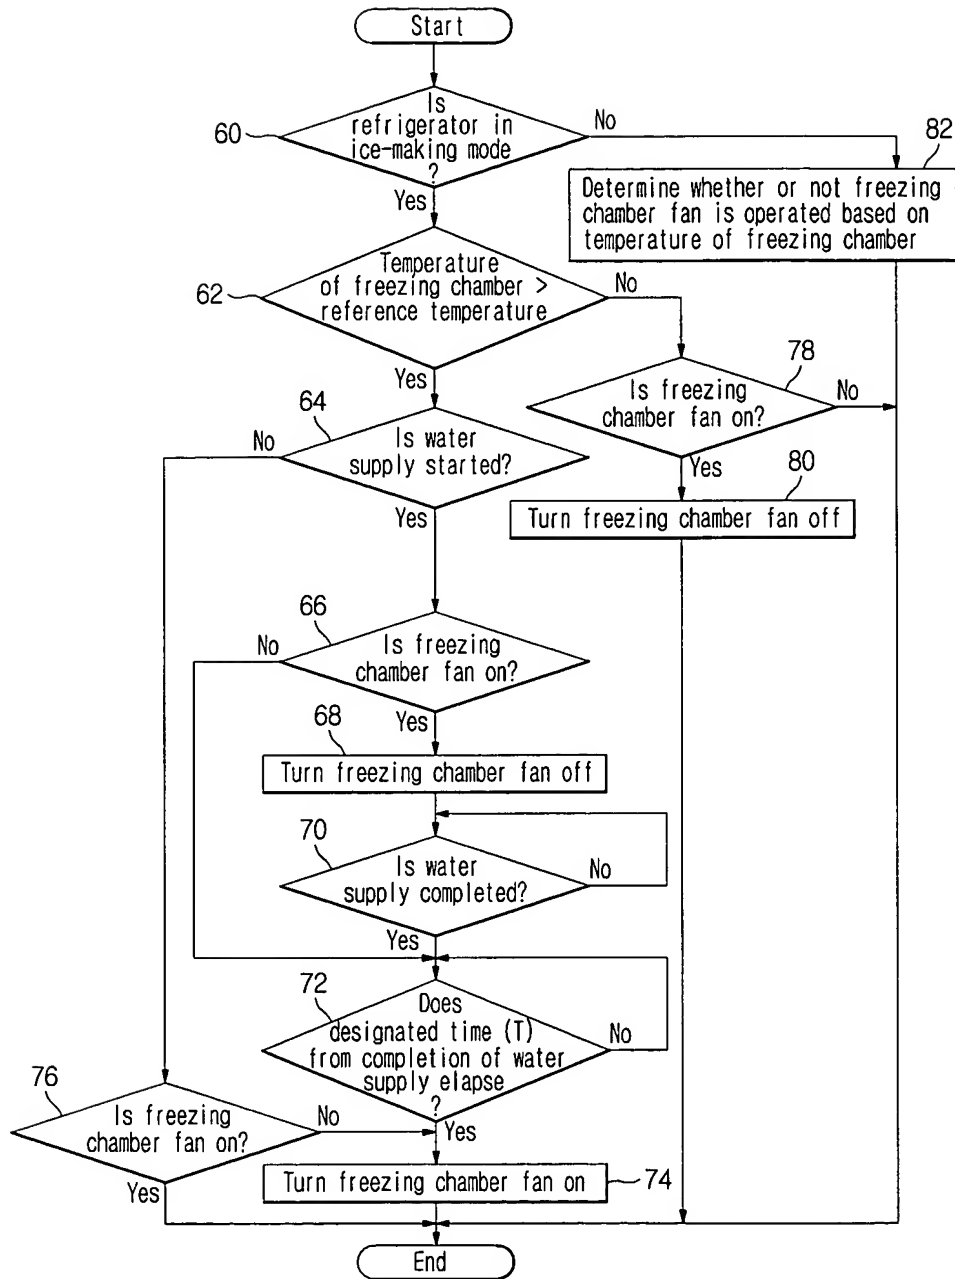 Start
60
Is
refrigerator in
ice-making mode
?
No
Yes
82
Determine whether or not freezing
chamber fan is operated based on
temperature of freezing chamber
62
Temperature
of freezing chamber >
reference temperature
No
Yes
78
Is freezing
chamber fan on?
No
Yes
64
No
Is water
supply started?
Yes
80
Turn freezing chamber fan off
66
No
Is freezing
chamber fan on?
Yes
68
Turn freezing chamber fan off
70
Is water
supply completed?
No
Yes
72
Does
designated time (T)
from completion of water
supply elapse
?
No
Yes
76
Is freezing
chamber fan on?
No
Yes
Turn freezing chamber fan on
74
End